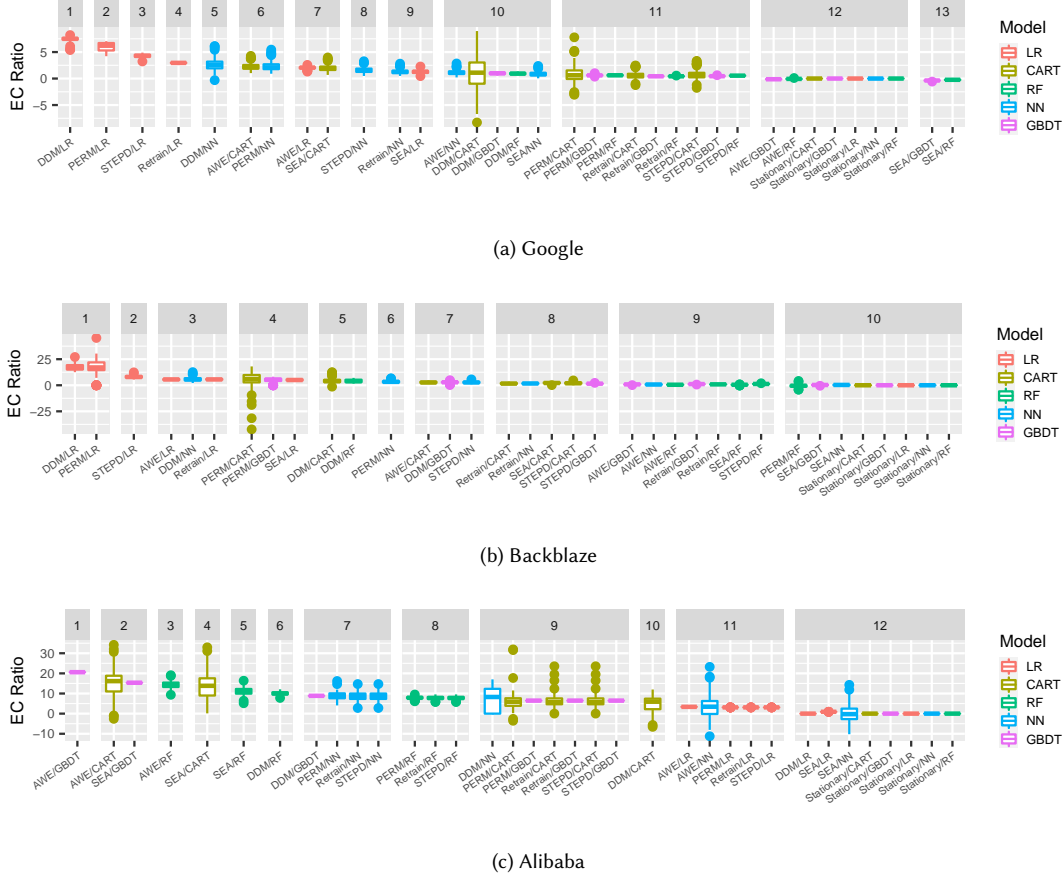 1 2 3 4 5 6 7 8 9 10 11 12 13
EC Ratio
5
0
−5
DDM/LR PERM/LR STEPD/LR Retrain/LR DDM/NN AWE/CART PERM/NN AWE/LR SEA/CART STEPD/NN Retrain/NN SEA/LR AWE/NN DDM/CART DDM/GBDT DDM/RF SEA/NN PERM/CART PERM/GBDT PERM/RF Retrain/CART Retrain/GBDT Retrain/RF STEPD/CART STEPD/GBDT STEPD/RF AWE/GBDT AWE/RF Stationary/CART Stationary/GBDT Stationary/LR Stationary/NN Stationary/RF SEA/GBDT SEA/RF
Model
LR
CART
RF
NN
GBDT
(a) Google
1 2 3 4 5 6 7 8 9 10
EC Ratio
25
0
−25
DDM/LR PERM/LR STEPD/LR AWE/LR DDM/NN Retrain/LR PERM/CART PERM/GBDT SEA/LR DDM/CART DDM/RF PERM/NN AWE/CART DDM/GBDT STEPD/NN Retrain/CART Retrain/NN SEA/CART STEPD/CART STEPD/GBDT AWE/GBDT AWE/NN AWE/RF Retrain/GBDT Retrain/RF SEA/RF STEPD/RF PERM/RF SEA/GBDT SEA/NN Stationary/CART Stationary/GBDT Stationary/LR Stationary/NN Stationary/RF
Model
LR
CART
RF
NN
GBDT
(b) Backblaze
1 2 3 4 5 6 7 8 9 10 11 12
EC Ratio
30
20
10
0
−10
AWE/GBDT AWE/CART SEA/GBDT AWE/RF SEA/CART SEA/RF DDM/RF DDM/GBDT PERM/NN Retrain/NN STEPD/NN PERM/RF Retrain/RF STEPD/RF DDM/NN PERM/CART PERM/GBDT Retrain/CART Retrain/GBDT STEPD/CART STEPD/GBDT DDM/CART AWE/LR AWE/NN PERM/LR Retrain/LR STEPD/LR DDM/LR SEA/LR SEA/NN Stationary/CART Stationary/GBDT Stationary/LR Stationary/NN Stationary/RF
Model
LR
CART
RF
NN
GBDT
(c) Alibaba